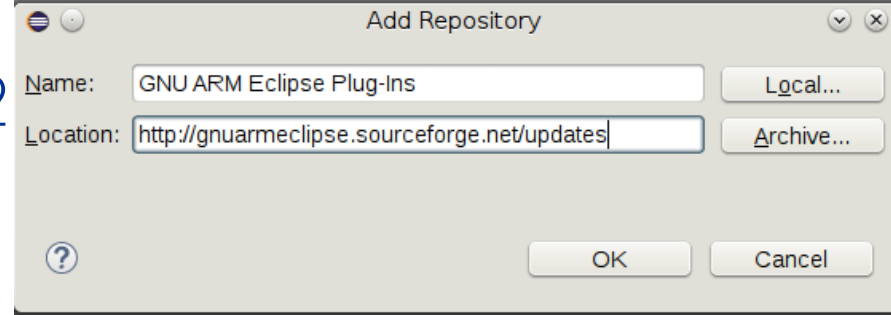 Add Repository
Name: GNU ARM Eclipse Plug-Ins Local...
Location: http://gnuarmeclipse.sourceforge.net/updates Archive...
? OK Cancel